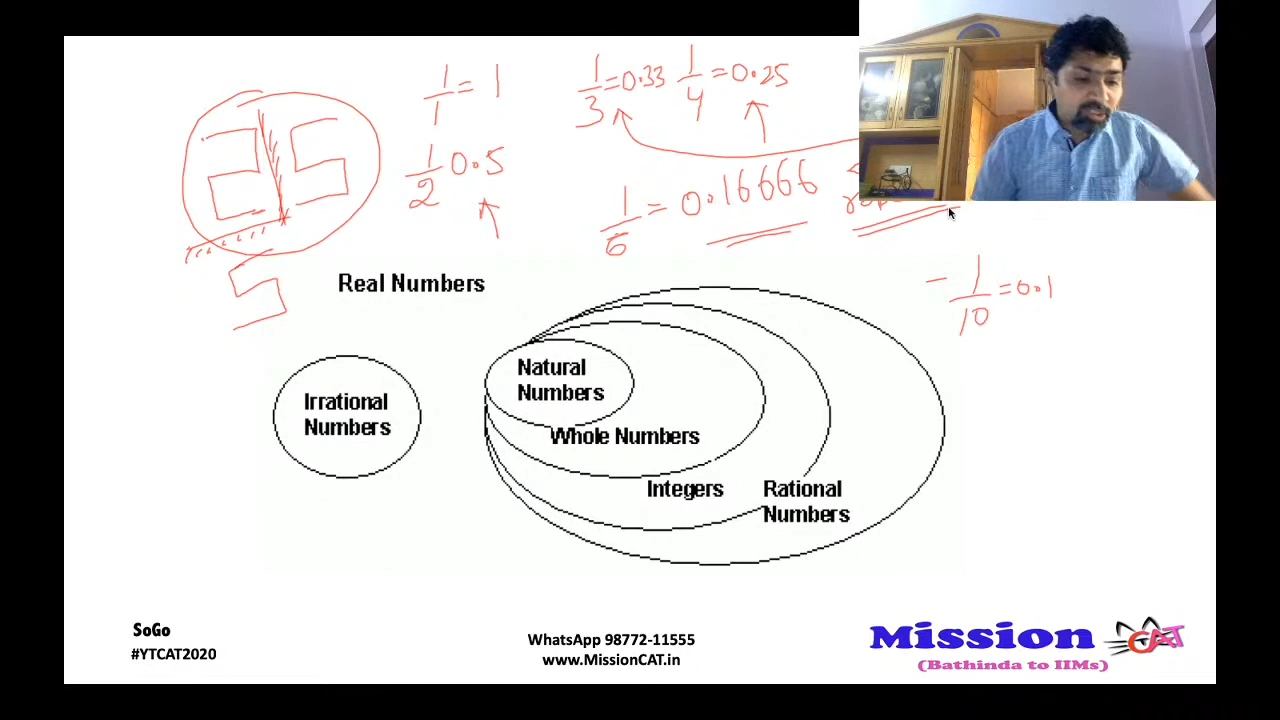 25
5
1/1 = 1
1/2 0.5
1/3 = 0.33 1/4 = 0.25
1/6 = 0.16666
- 1/10 = 0.1
Real Numbers
Irrational
Numbers
Natural
Numbers
Whole Numbers
Integers
Rational
Numbers
SoGo
#YTCAT2020
WhatsApp 98772-11555
www.MissionCAT.in
Mission CAT
(Bathinda to IIMs)